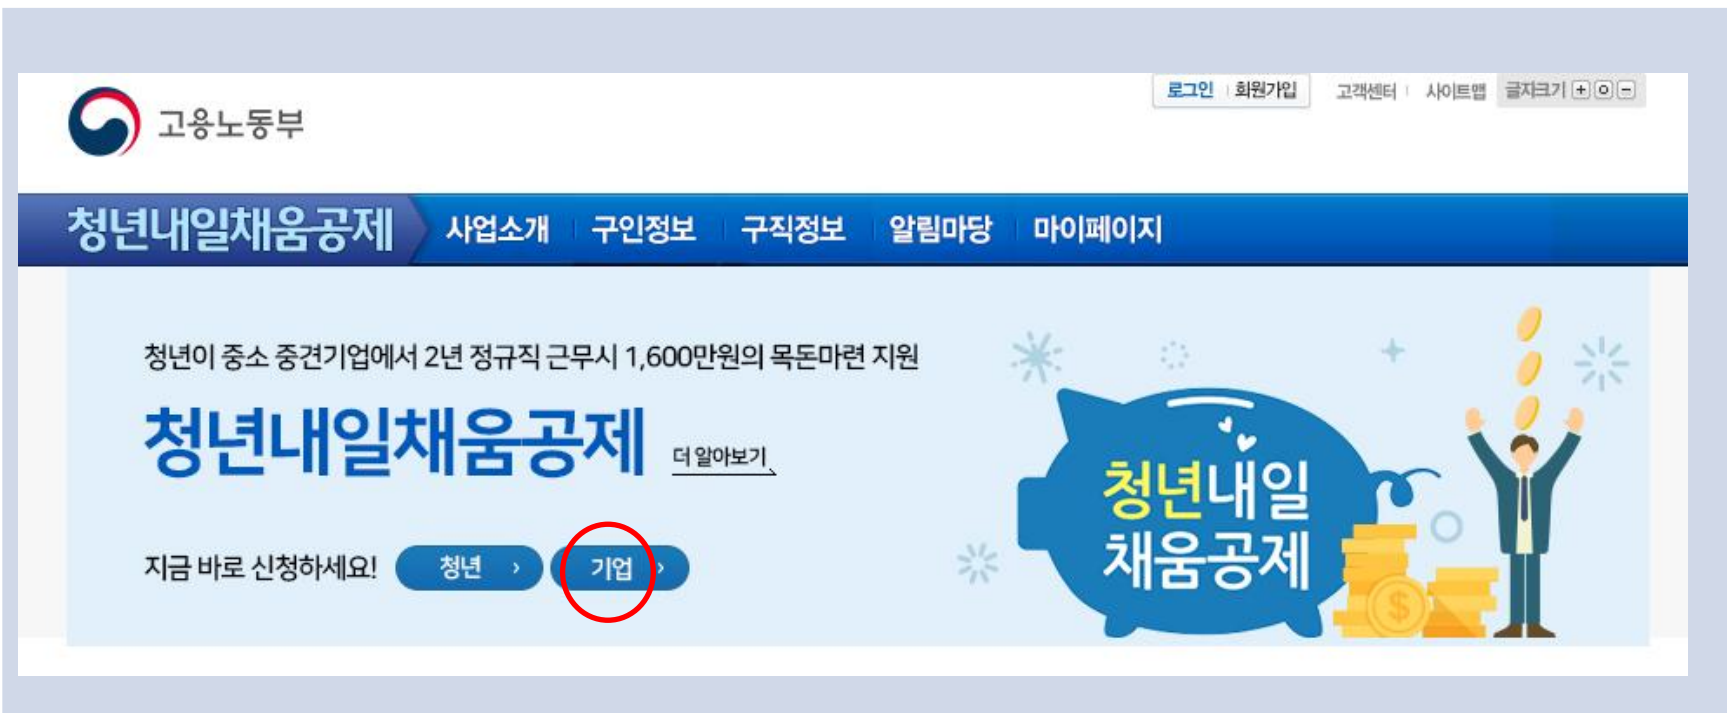 로그인 회원가입 고객센터 사이트맵 글자크기
고용노동부
청년내일채움공제 사업소개 구인정보 구직정보 알림마당 마이페이지
청년이 중소 중견기업에서 2년 정규직 근무시 1,600만원의 목돈마련 지원
청년내일채움공제 더 알아보기
지금 바로 신청하세요! 청년 › 기업 ›
청년내일
채움공제